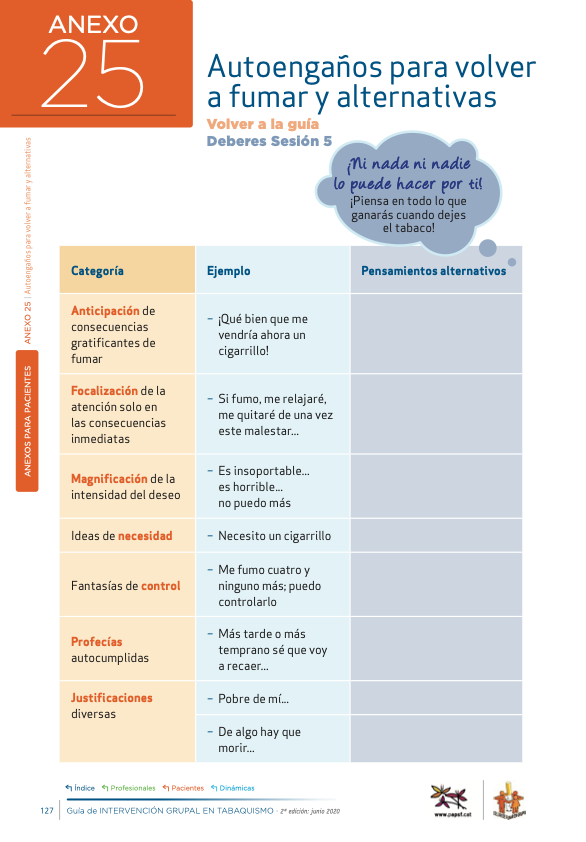 ANEXO
25
Autoengaños para volver
a fumar y alternativas
Volver a la guía
Deberes Sesión 5
¡Ni nada ni nadie
lo puede hacer por ti!
¡Piensa en todo lo que
ganarás cuando dejes
el tabaco!
ANEXOS PARA PACIENTES ANEXO 25 | Autoengaños para volver a fumar y alternativas
Categoría
Ejemplo
Pensamientos alternativos
Anticipación de
consecuencias
gratificantes de
fumar
– ¡Qué bien que me
vendría ahora un
cigarrillo!
Focalización de la
atención solo en
las consecuencias
inmediatas
– Si fumo, me relajaré,
me quitaré de una vez
este malestar...
Magnificación de la
intensidad del deseo
– Es insoportable...
es horrible...
no puedo más
Ideas de necesidad
– Necesito un cigarrillo
Fantasías de control
– Me fumo cuatro y
ninguno más; puedo
controlarlo
Profecías
autocumplidas
– Más tarde o más
temprano sé que voy
a recaer...
Justificaciones
diversas
– Pobre de mí...
– De algo hay que
morir...
Índice Profesionales Pacientes Dinámicas
127 Guía de INTERVENCIÓN GRUPAL EN TABAQUISMO · 2ª edición: junio 2020
www.papsf.cat